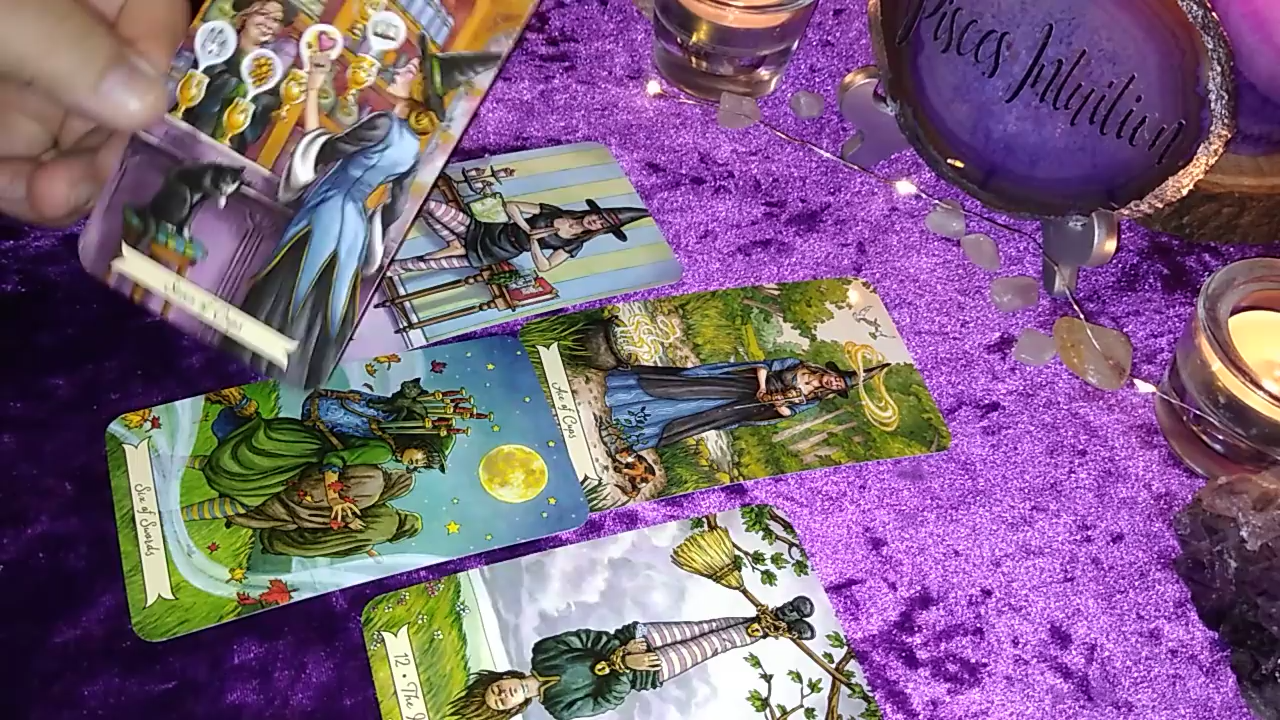 Pisces Intuition
Ace of Cups
Six of Swords
12 • The